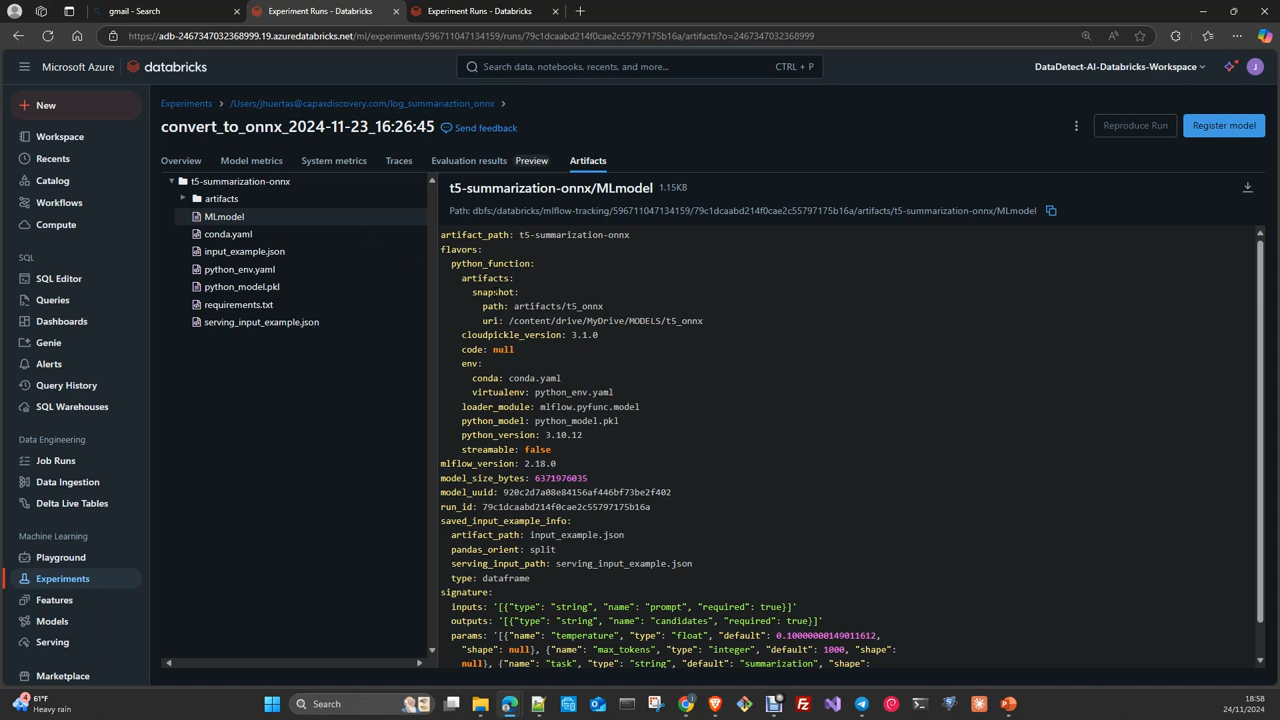 gmail - Search
Experiment Runs - Databricks
Experiment Runs - Databricks
https://adb-2467347032368999.19.azuredatabricks.net/ml/experiments/596711047134159/runs/79c1dcaabd214f0cae2c55797175b16a/artifacts?o=2467347032368999
Microsoft Azure databricks
Search data, notebooks, recents, and more... CTRL + P
DataDetect-AI-Databricks-Workspace J
New
Workspace
Recents
Catalog
Workflows
Compute
SQL
SQL Editor
Queries
Dashboards
Genie
Alerts
Query History
SQL Warehouses
Data Engineering
Job Runs
Data Ingestion
Delta Live Tables
Machine Learning
Playground
Experiments
Features
Models
Serving
Marketplace
Experiments > /Users/jhuertas@capaxdiscovery.com/log_summariaztion_onnx >
convert_to_onnx_2024-11-23_16:26:45 Send feedback
Reproduce Run Register model
Overview Model metrics System metrics Traces Evaluation results Preview Artifacts
t5-summarization-onnx
artifacts
MLmodel
conda.yaml
input_example.json
python_env.yaml
python_model.pkl
requirements.txt
serving_input_example.json
t5-summarization-onnx/MLmodel 1.15KB
Path: dbfs:/databricks/mlflow-tracking/596711047134159/79c1dcaabd214f0cae2c55797175b16a/artifacts/t5-summarization-onnx/MLmodel
artifact_path: t5-summarization-onnx
flavors:
python_function:
artifacts:
snapshot:
path: artifacts/t5_onnx
uri: /content/drive/MyDrive/MODELS/t5_onnx
cloudpickle_version: 3.1.0
code: null
env:
conda: conda.yaml
virtualenv: python_env.yaml
loader_module: mlflow.pyfunc.model
python_model: python_model.pkl
python_version: 3.10.12
streamable: false
mlflow_version: 2.18.0
model_size_bytes: 6371976035
model_uuid: 920c2d7a08e84156af446bf73be2f402
run_id: 79c1dcaabd214f0cae2c55797175b16a
saved_input_example_info:
artifact_path: input_example.json
pandas_orient: split
serving_input_path: serving_input_example.json
type: dataframe
signature:
inputs: '[{"type": "string", "name": "prompt", "required": true}]'
outputs: '[{"type": "string", "name": "candidates", "required": true}]'
params: '[{"name": "temperature", "type": "float", "default": 0.10000000149011612,
"shape": null}, {"name": "max_tokens", "type": "integer", "default": 1000, "shape":
null}, {"name": "task", "type": "string", "default": "summarization", "shape":
4
61°F
Heavy rain
Search
18:58
24/11/2024